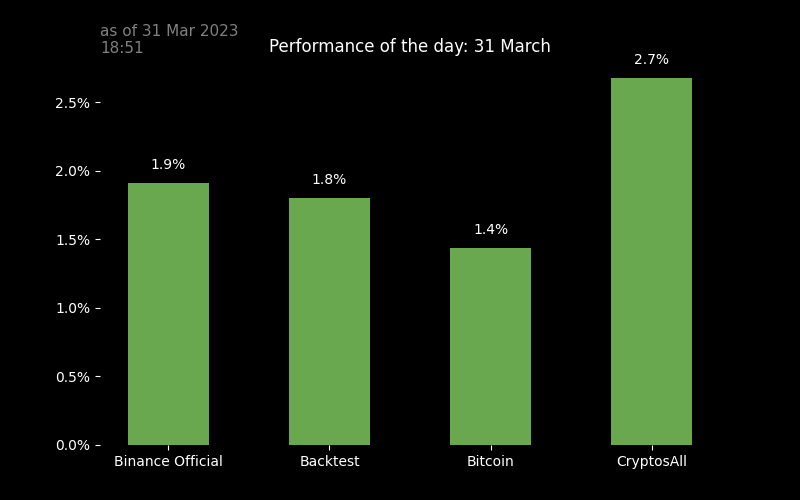 as of 31 Mar 2023
18:51
Performance of the day: 31 March
2.7%
2.5%
1.9%
2.0%
1.8%
1.5%
1.4%
1.0%
0.5%
0.0%
Binance Official
Backtest
Bitcoin
CryptosAll